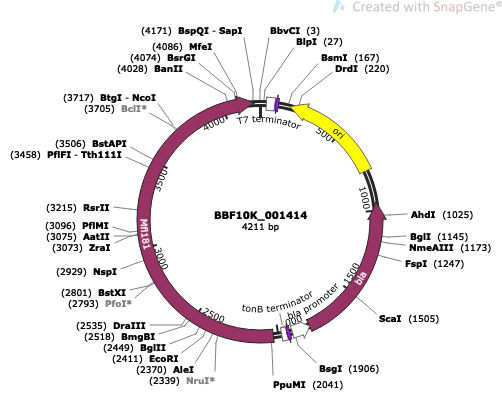 Created with SnapGene®
(4171) BspQI - SapI
(4086) MfeI
(4074) BsrGI
(4028) BanII
BbvCI (3)
BlpI (27)
BsmI (167)
DrdI (220)
(3717) BtgI - NcoI
(3705) BclI*
(3506) BstAPI
(3458) PflFI - Tth111I
(3215) RsrII
(3096) PflMI
(3075) AatII
(3073) ZraI
(2929) NspI
(2801) BstXI
(2793) PfoI*
(2535) DraIII
(2518) BmgBI
(2449) BglII
(2411) EcoRI
(2370) AleI
(2339) NruI*
PpuMI (2041)
BsgI (1906)
ScaI (1505)
FspI (1247)
NmeAIII (1173)
BglI (1145)
AhdI (1025)
T7 terminator
ori
bla
bla promoter
tonB terminator
Mfl181
500
1000
1500
2500
3000
3500
4000
BBF10K_001414
4211 bp